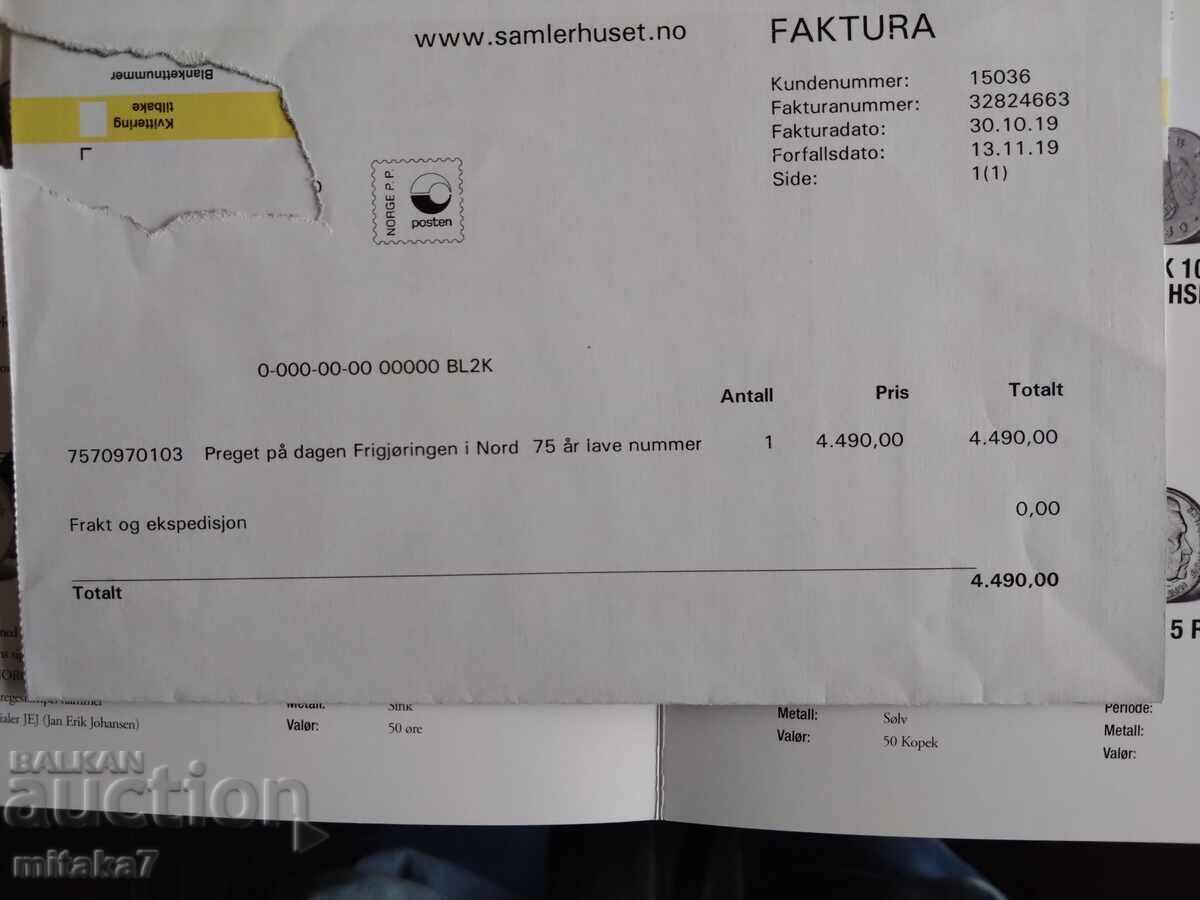 www.samlerhuset.no
FAKTURA
Blankettnummer
Kvittering
tilbake
Kundenummer: 15036
Fakturanummer: 32824663
Fakturadato: 30.10.19
Forfallsdato: 13.11.19
Side: 1(1)
NORGE P.P.
posten
0-000-00-00 00000 BL2K
Antall Pris Totalt
7570970103 Preget på dagen Frigjøringen i Nord 75 år lave nummer 1 4.490,00 4.490,00
Frakt og ekspedisjon 0,00
Totalt 4.490,00
K 10
HS
5
(Jan Erik Johansen)
Metall: Sink
Valør: 50 øre
Metall: Sølv
Valør: 50 Kopek
Periode:
Metall:
Valør:
BALKAN
auction
mitaka7